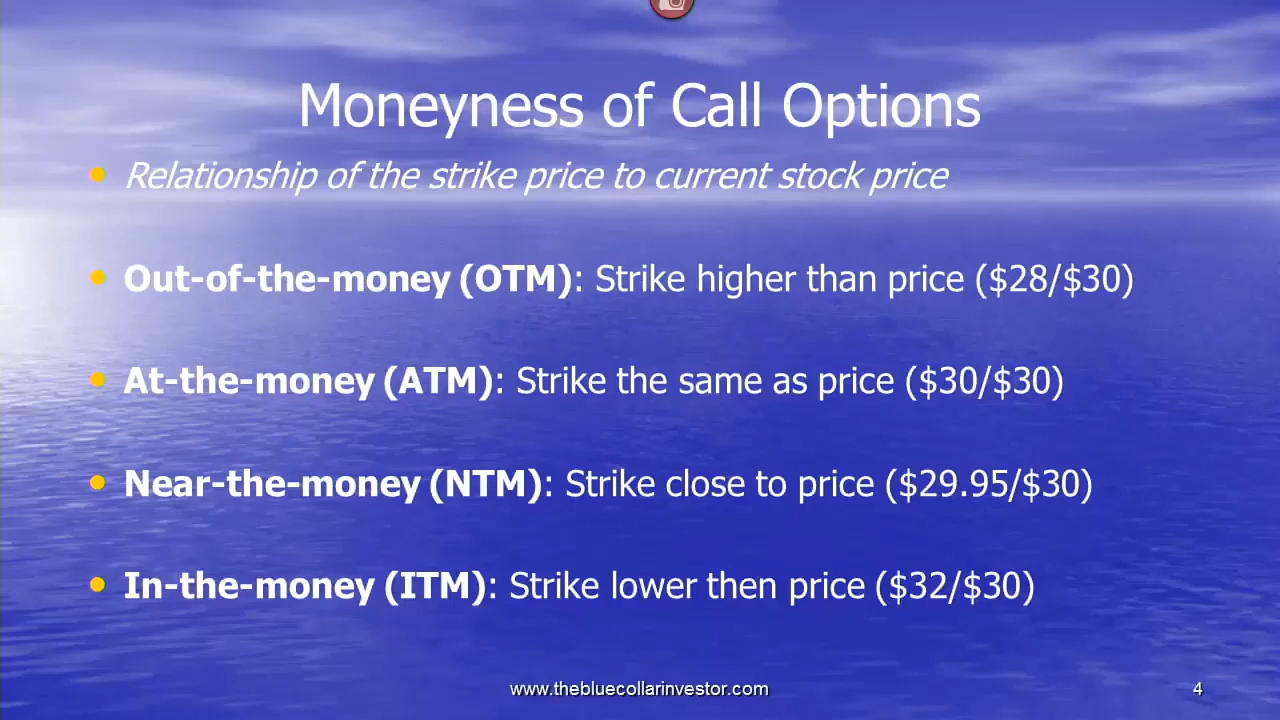 Moneyness of Call Options
Relationship of the strike price to current stock price
Out-of-the-money (OTM): Strike higher than price ($28/$30)
At-the-money (ATM): Strike the same as price ($30/$30)
Near-the-money (NTM): Strike close to price ($29.95/$30)
In-the-money (ITM): Strike lower then price ($32/$30)
www.thebluecollarinvestor.com
4